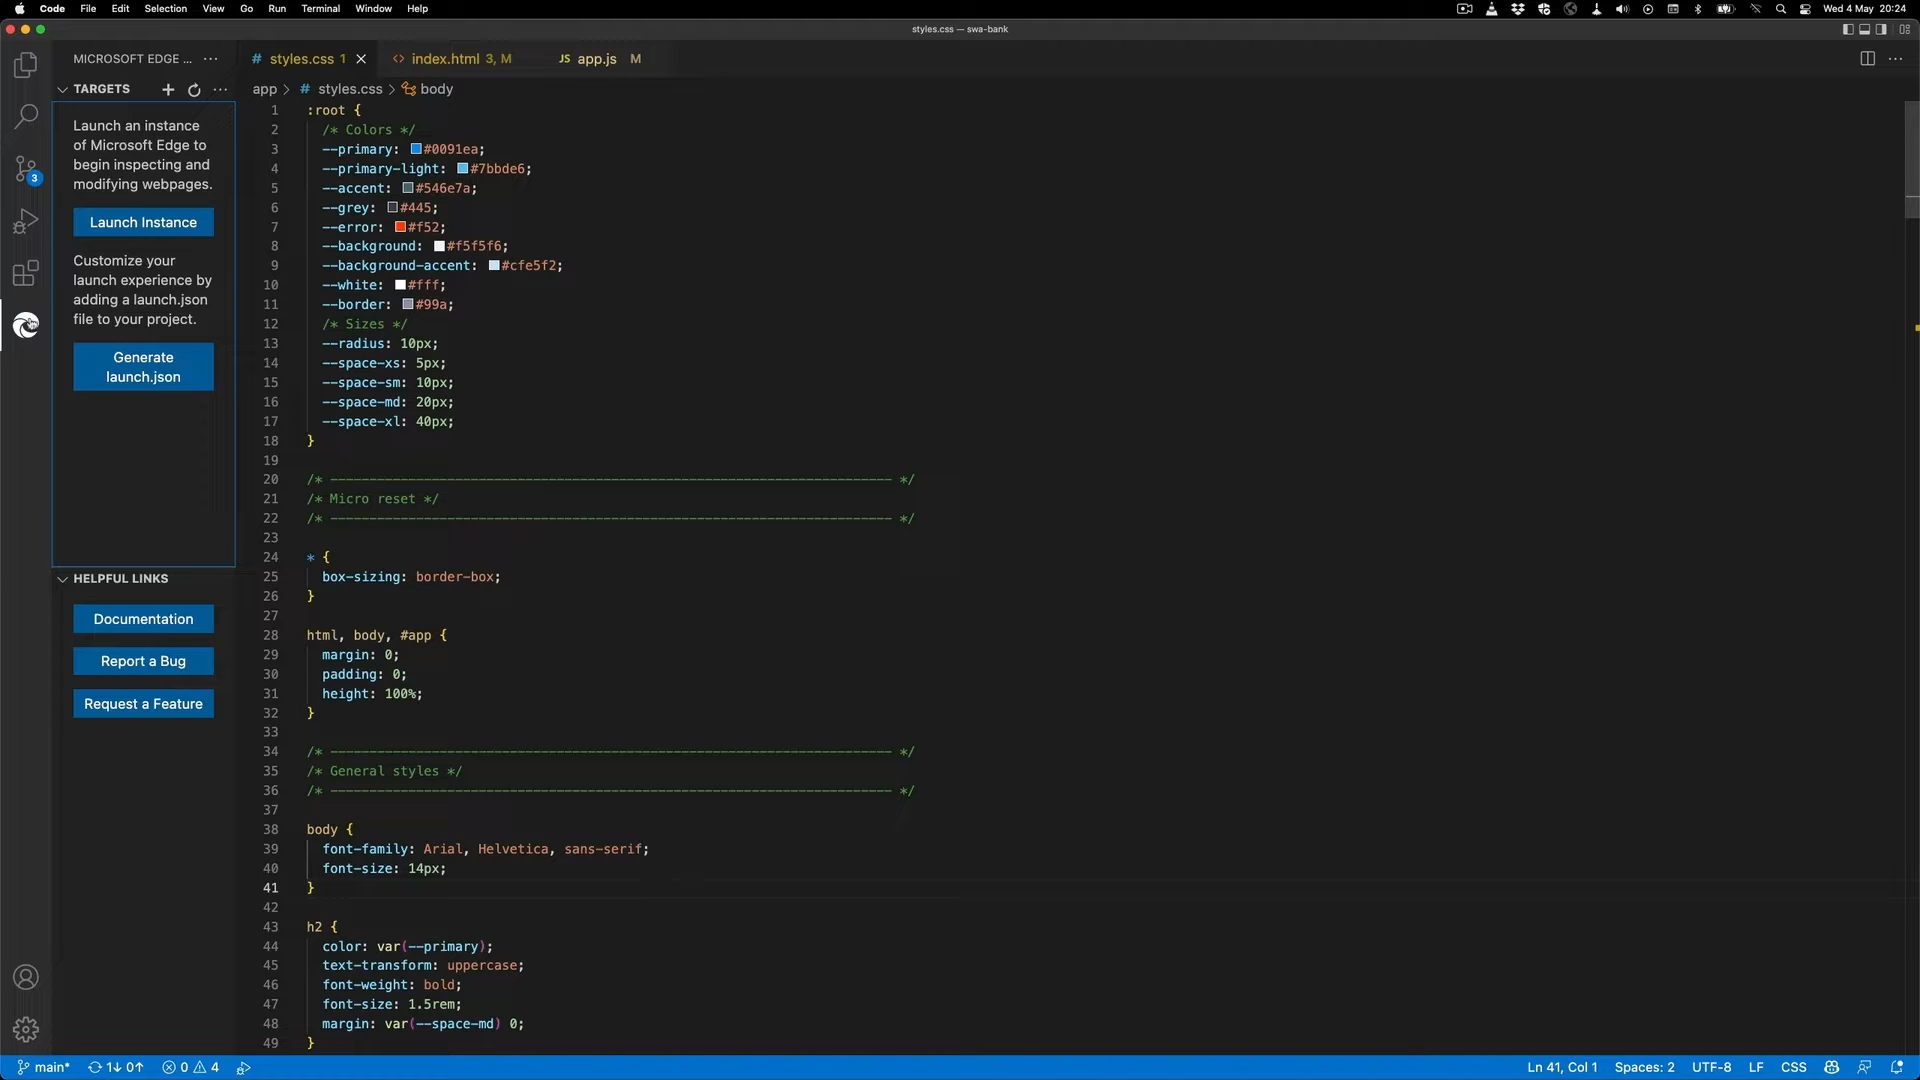 Code File Edit Selection View Go Run Terminal Window Help Wed 4 May 20:24
styles.css — swa-bank
MICROSOFT EDGE ... ···
# styles.css 1 <> index.html 3, M JS app.js M
TARGETS
app > # styles.css > body
Launch an instance
of Microsoft Edge to
begin inspecting and
modifying webpages.
Launch Instance
Customize your
launch experience by
adding a launch.json
file to your project.
Generate
launch.json
HELPFUL LINKS
Documentation
Report a Bug
Request a Feature
3
1 :root {
2 /* Colors */
3 --primary: #0091ea;
4 --primary-light: #7bbde6;
5 --accent: #546e7a;
6 --grey: #445;
7 --error: #f52;
8 --background: #f5f5f6;
9 --background-accent: #cfe5f2;
10 --white: #fff;
11 --border: #99a;
12 /* Sizes */
13 --radius: 10px;
14 --space-xs: 5px;
15 --space-sm: 10px;
16 --space-md: 20px;
17 --space-xl: 40px;
18 }
19
20 /* ------------------------------------------------------------------------ */
21 /* Micro reset */
22 /* ------------------------------------------------------------------------ */
23
24 * {
25 box-sizing: border-box;
26 }
27
28 html, body, #app {
29 margin: 0;
30 padding: 0;
31 height: 100%;
32 }
33
34 /* ------------------------------------------------------------------------ */
35 /* General styles */
36 /* ------------------------------------------------------------------------ */
37
38 body {
39 font-family: Arial, Helvetica, sans-serif;
40 font-size: 14px;
41 }
42
43 h2 {
44 color: var(--primary);
45 text-transform: uppercase;
46 font-weight: bold;
47 font-size: 1.5rem;
48 margin: var(--space-md) 0;
49 }
main* 1↓ 0↑ 0 4 Ln 41, Col 1 Spaces: 2 UTF-8 LF CSS